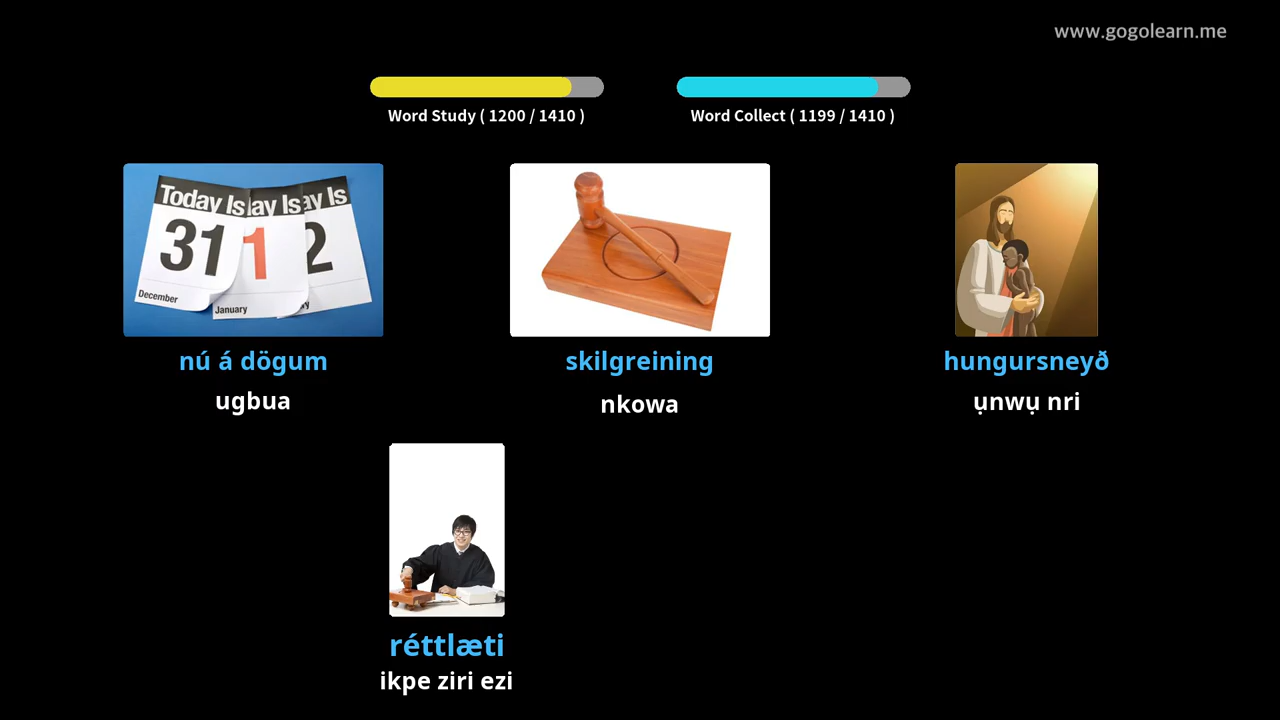 www.gogolearn.me
Word Study ( 1200 / 1410 )
Word Collect ( 1199 / 1410 )
Today Is
ay Is
ay Is
31
1
2
December
January
ry
nú á dögum
skilgreining
hungursneyð
ugbua
nkowa
ụnwụ nri
réttlæti
ikpe ziri ezi